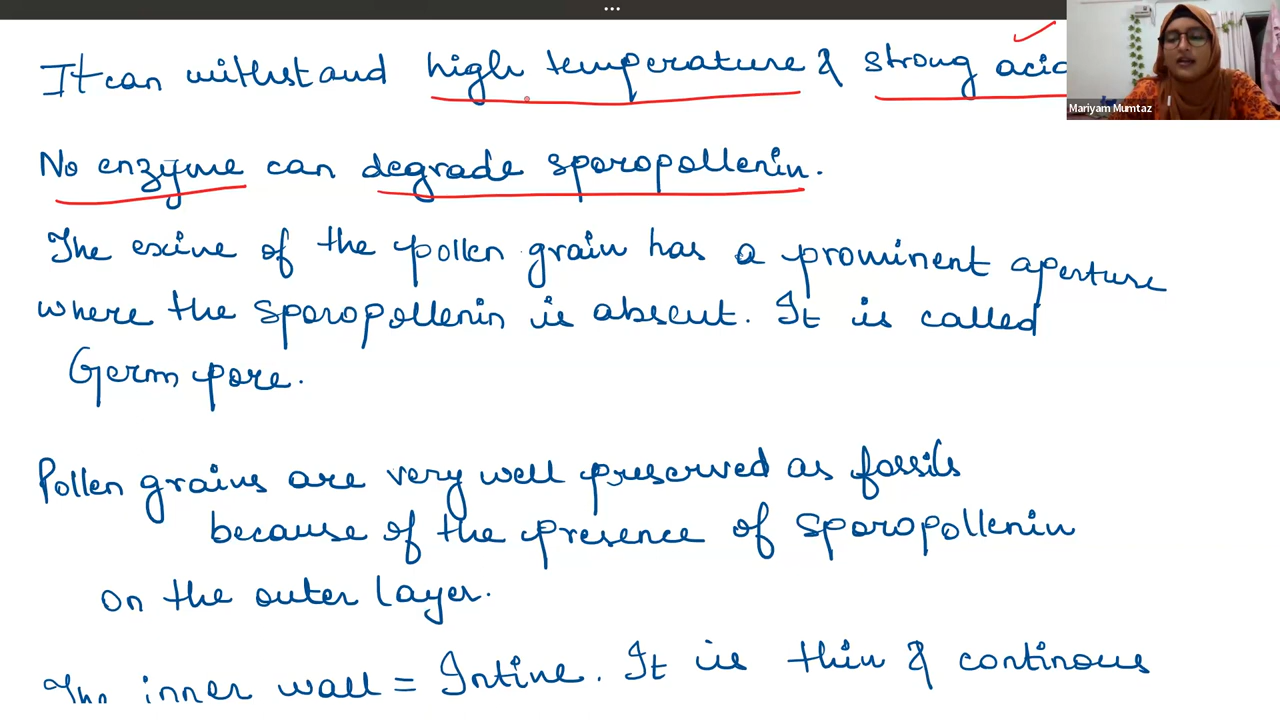 ...
It can withstand high temperature & strong acid
Mariyam Mumtaz
No enzyme can degrade sporopollenin.
The exine of the pollen grain has a prominent aperture
where the sporopollenin is absent. It is called
Germ pore.
Pollen grains are very well preserved as fossils
because of the presence of sporopollenin
on the outer layer.
The inner wall = Intine. It is thin & continous